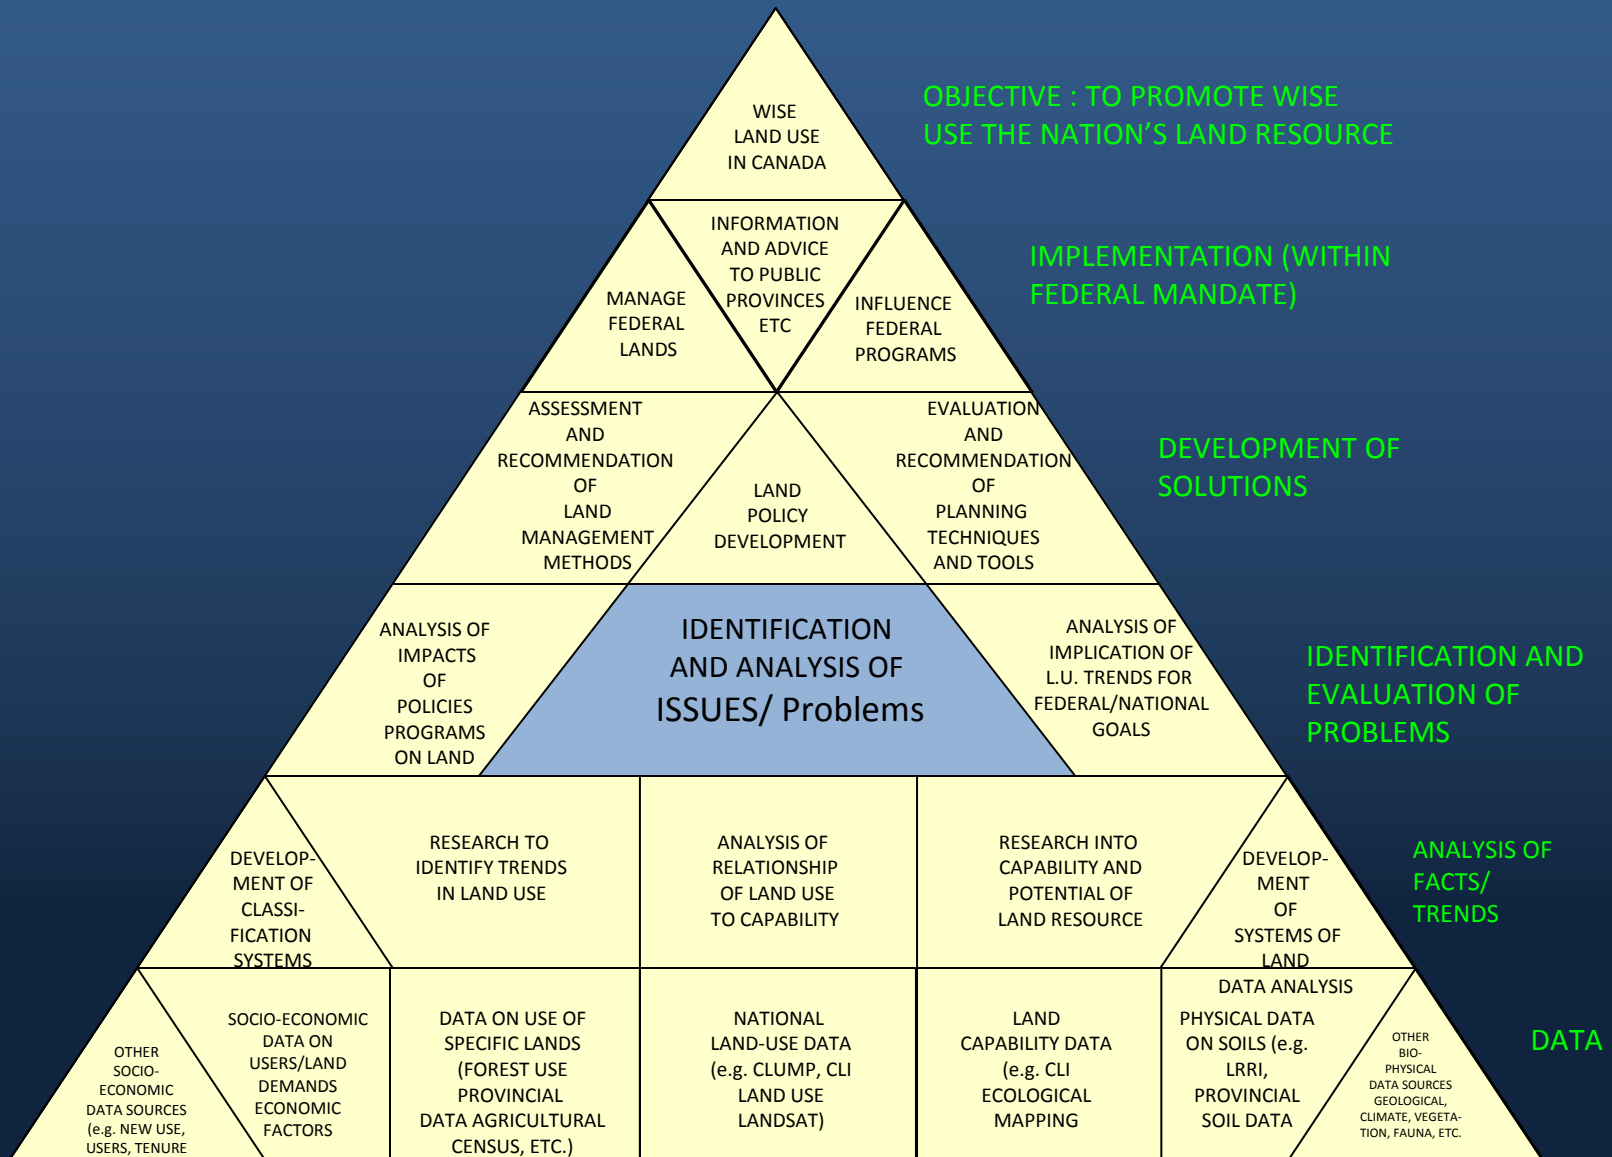 WISE
LAND USE
IN CANADA
OBJECTIVE : TO PROMOTE WISE
USE THE NATION'S LAND RESOURCE
MANAGE
FEDERAL
LANDS
INFORMATION
AND ADVICE
TO PUBLIC
PROVINCES
ETC
INFLUENCE
FEDERAL
PROGRAMS
IMPLEMENTATION (WITHIN
FEDERAL MANDATE)
ASSESSMENT
AND
RECOMMENDATION
OF
LAND
MANAGEMENT
METHODS
LAND
POLICY
DEVELOPMENT
EVALUATION
AND
RECOMMENDATION
OF
PLANNING
TECHNIQUES
AND TOOLS
DEVELOPMENT OF
SOLUTIONS
ANALYSIS OF
IMPACTS
OF
POLICIES
PROGRAMS
ON LAND
IDENTIFICATION
AND ANALYSIS OF
ISSUES/ Problems
ANALYSIS OF
IMPLICATION OF
L.U. TRENDS FOR
FEDERAL/NATIONAL
GOALS
IDENTIFICATION AND
EVALUATION OF
PROBLEMS
DEVELOP-
MENT OF
CLASSI-
FICATION
SYSTEMS
RESEARCH TO
IDENTIFY TRENDS
IN LAND USE
ANALYSIS OF
RELATIONSHIP
OF LAND USE
TO CAPABILITY
RESEARCH INTO
CAPABILITY AND
POTENTIAL OF
LAND RESOURCE
DEVELOP-
MENT
OF
SYSTEMS OF
LAND
DATA ANALYSIS
ANALYSIS OF
FACTS/
TRENDS
OTHER
SOCIO-
ECONOMIC
DATA SOURCES
(e.g. NEW USE,
USERS, TENURE
SOCIO-ECONOMIC
DATA ON
USERS/LAND
DEMANDS
ECONOMIC
FACTORS
DATA ON USE OF
SPECIFIC LANDS
(FOREST USE
PROVINCIAL
DATA AGRICULTURAL
CENSUS, ETC.)
NATIONAL
LAND-USE DATA
(e.g. CLUMP, CLI
LAND USE
LANDSAT)
LAND
CAPABILITY DATA
(e.g. CLI
ECOLOGICAL
MAPPING
PHYSICAL DATA
ON SOILS (e.g.
LRRI,
PROVINCIAL
SOIL DATA
OTHER
BIO-
PHYSICAL
DATA SOURCES
GEOLOGICAL,
CLIMATE, VEGETA-
TION, FAUNA, ETC.
DATA